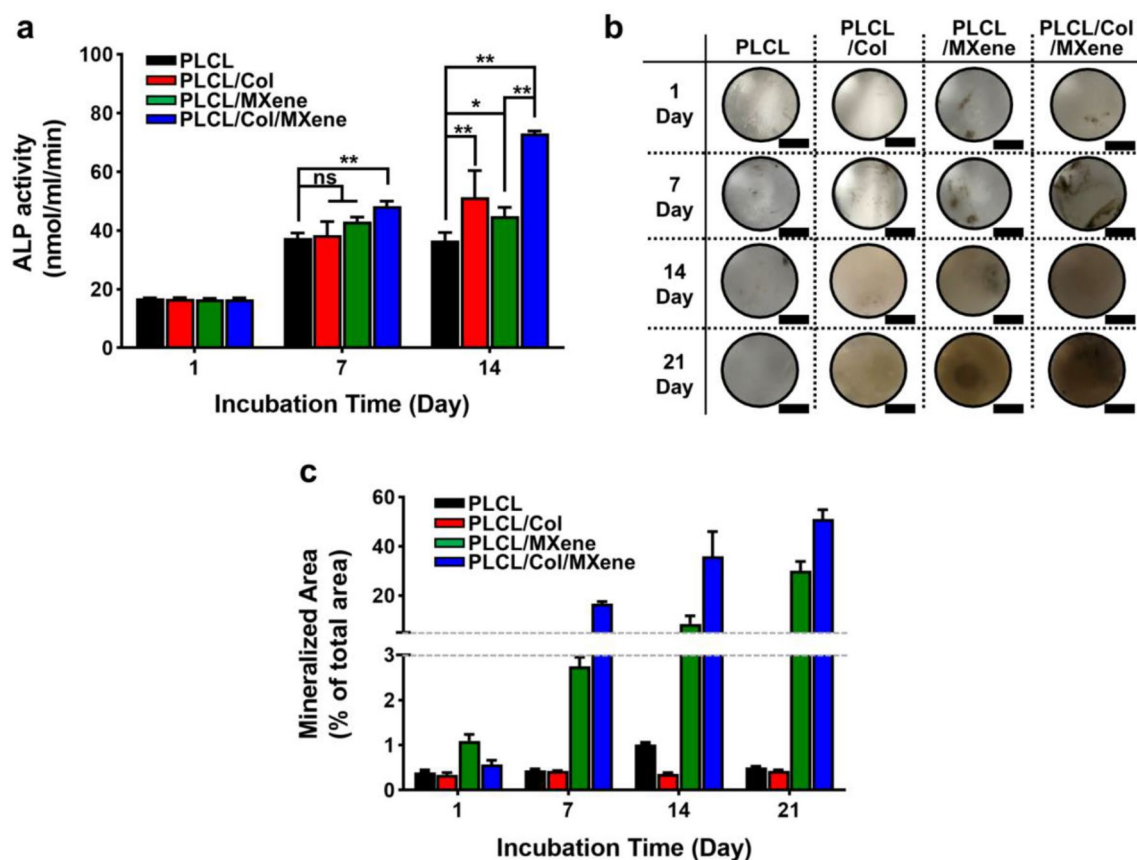 a
100
80
60
40
20
0
ALP activity
(nmol/ml/min)
PLCL
PLCL/Col
PLCL/MXene
PLCL/Col/MXene
**
ns
**
*
**
**
1
7
14
Incubation Time (Day)
b
PLCL
PLCL
/Col
PLCL
/MXene
PLCL/Col
/MXene
1
Day
7
Day
14
Day
21
Day
c
60
40
20
3
2
1
0
Mineralized Area
(% of total area)
PLCL
PLCL/Col
PLCL/MXene
PLCL/Col/MXene
1
7
14
21
Incubation Time (Day)